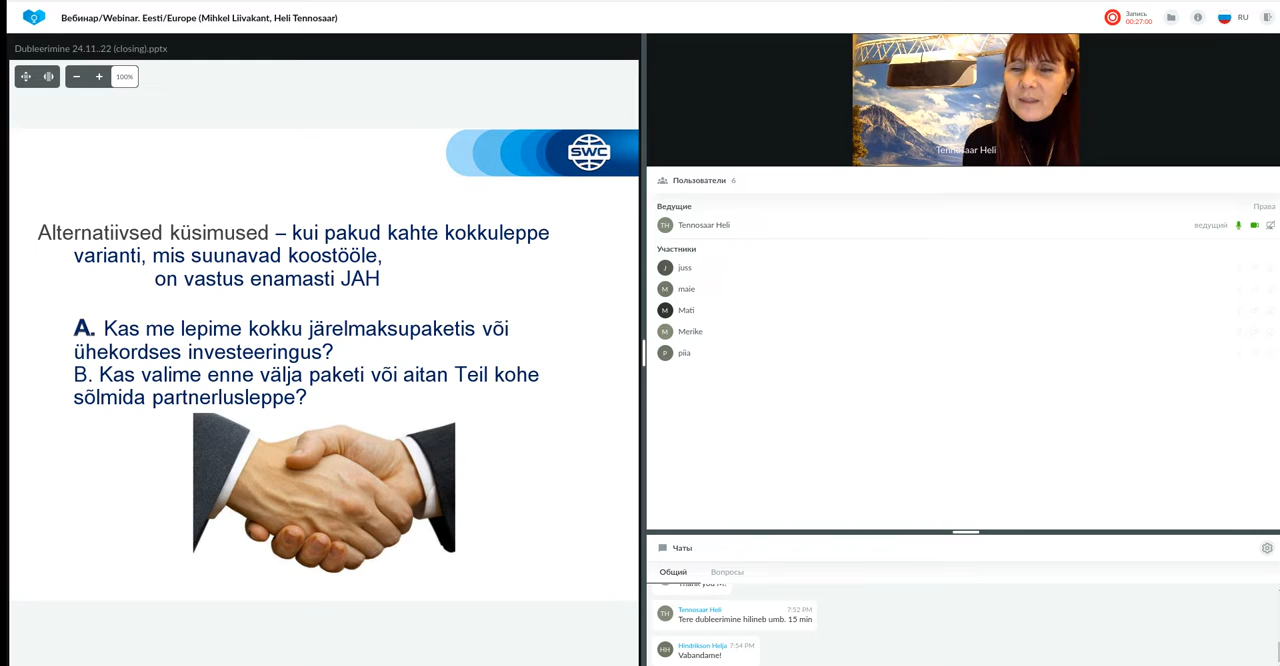 Вебинар/Webinar. Eesti/Europe (Mihkel Liivakant, Heli Tennosaar)
Запись
00:27:00
RU
Dubleerimine 24.11..22 (closing).pptx
100%
SWC
Alternatiivsed küsimused – kui pakud kahte kokkuleppe
varianti, mis suunavad koostööle,
on vastus enamasti JAH
A. Kas me lepime kokku järelmaksupaketis või
ühekordses investeeringus?
B. Kas valime enne välja paketi või aitan Teil kohe
sõlmida partnerlusleppe?
Tennosaar Heli
Пользователи 6
Ведущие Права
TH Tennosaar Heli ведущий
Участники
J juss
M maie
M Mati
M Merike
P piia
Чаты
Общий Вопросы
Thank you M!
Tennosaar Heli 7:52 PM
TH Tere dubleerimine hilineb umb. 15 min
Hindrikson Helja 7:54 PM
HH Vabandame!